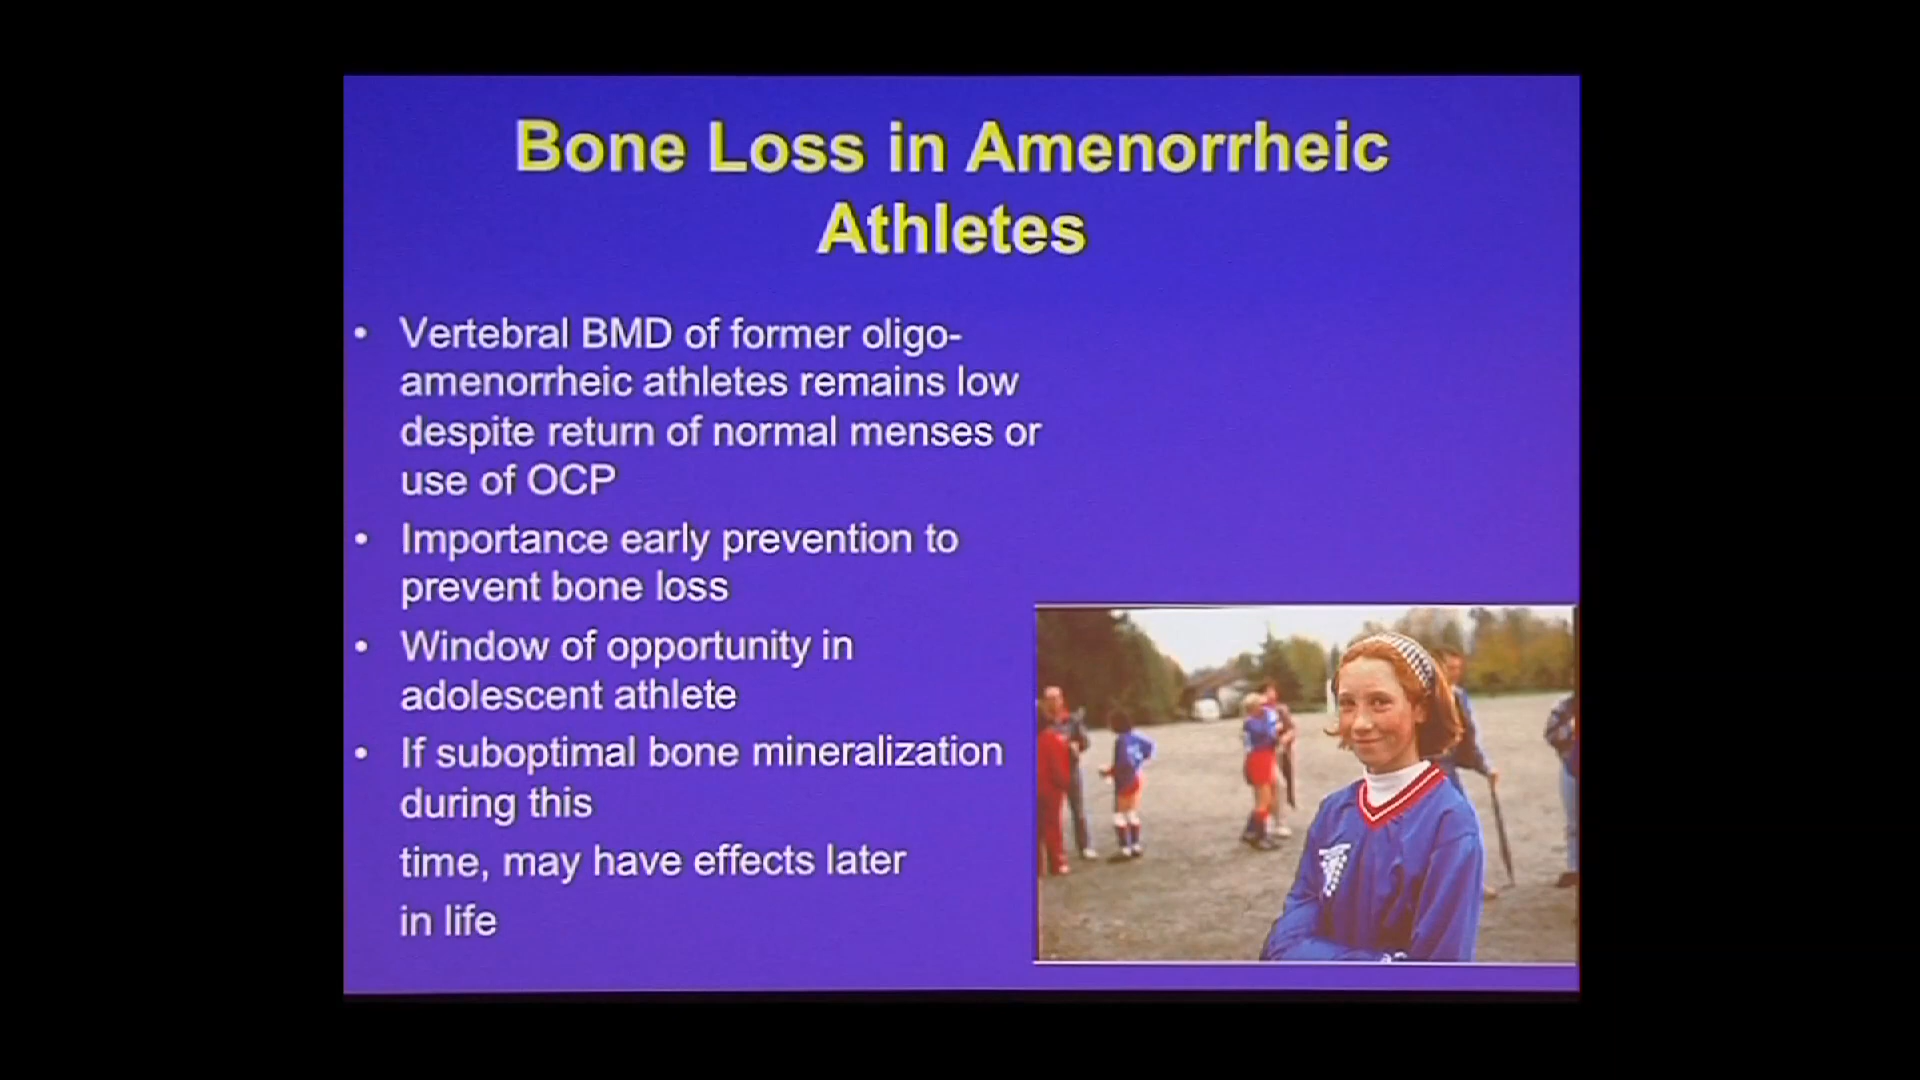 Bone Loss in Amenorrheic
Athletes
• Vertebral BMD of former oligo-
amenorrheic athletes remains low
despite return of normal menses or
use of OCP
• Importance early prevention to
prevent bone loss
• Window of opportunity in
adolescent athlete
• If suboptimal bone mineralization
during this
time, may have effects later
in life